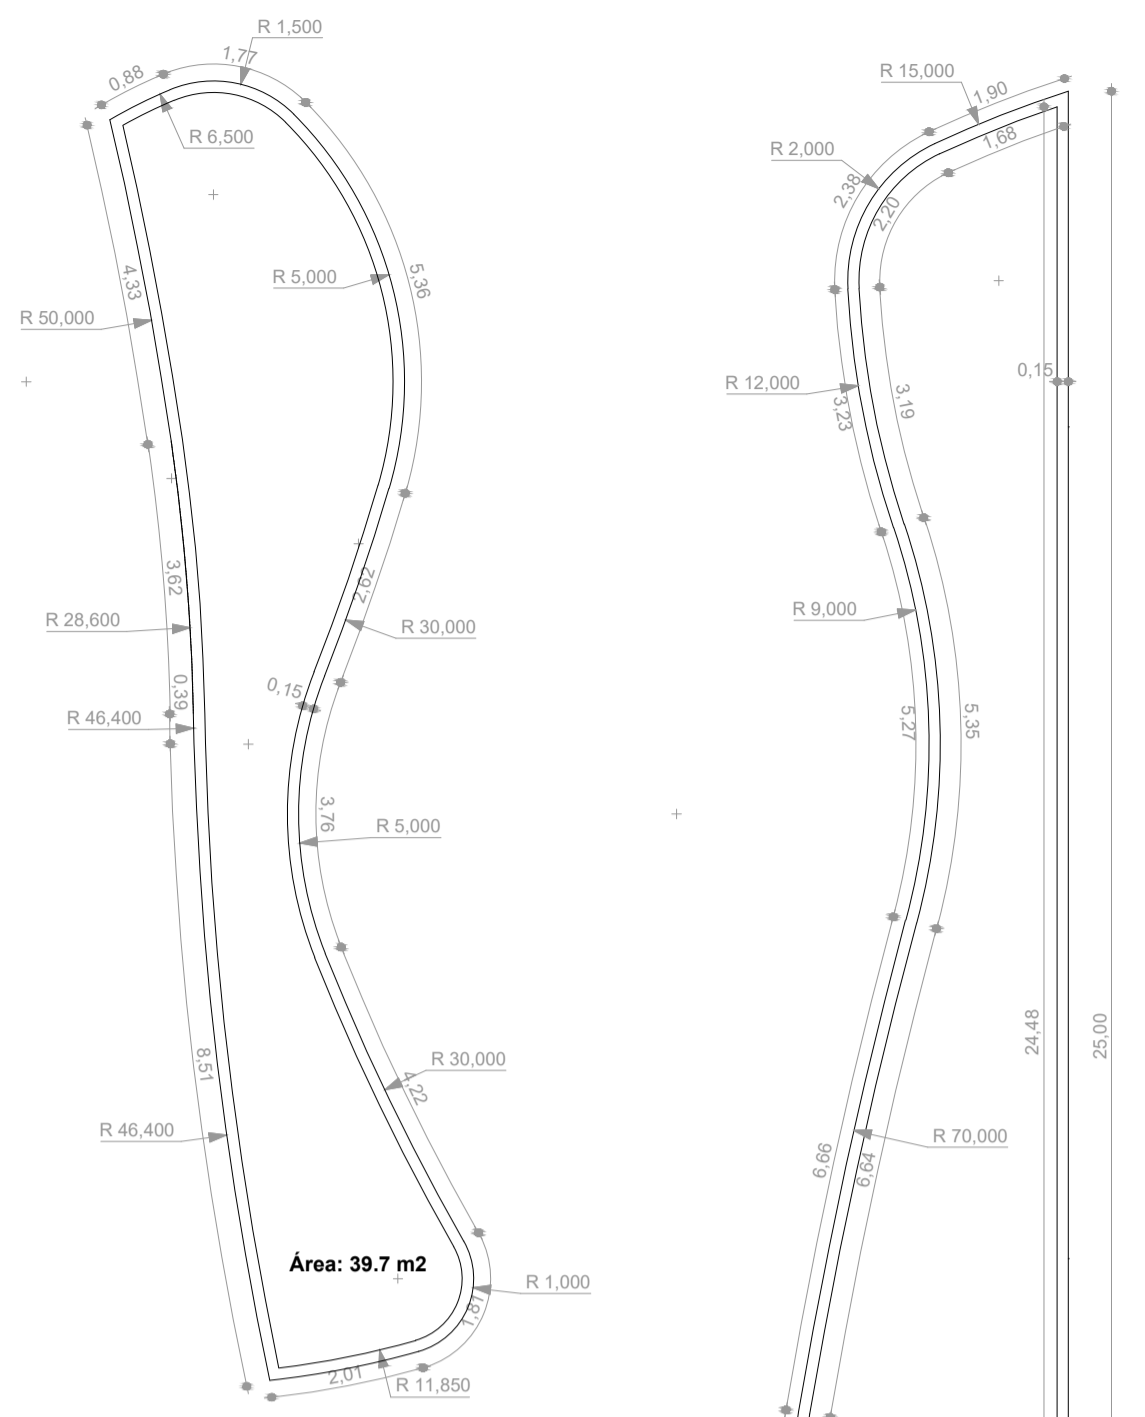 R 1,500
1,77
0,88
R 6,500
R 5,000
5,36
4,33
R 50,000
2,62
3,62
R 28,600
R 30,000
0,39
0,15
R 46,400
3,76
R 5,000
R 30,000
4,22
8,51
R 46,400
Área: 39.7 m2
R 1,000
1,81
2,01
R 11,850
R 15,000
1,90
1,68
R 2,000
2,38
2,20
0,15
R 12,000
3,23
3,19
R 9,000
5,27
5,35
24,48
25,00
R 70,000
6,66
6,64